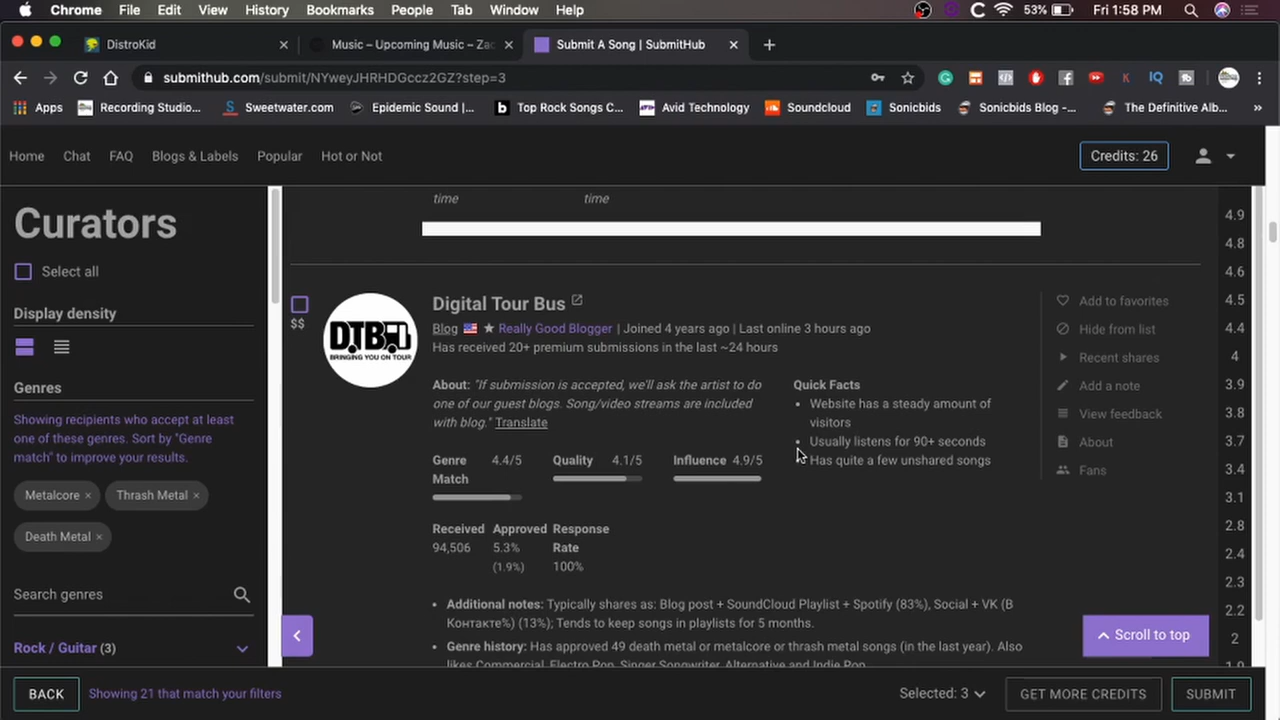 Chrome File Edit View History Bookmarks People Tab Window Help 53% Fri 1:58 PM
DistroKid Music – Upcoming Music – Zac Submit A Song | SubmitHub
submithub.com/submit/NYweyJHRHDGccz2GZ?step=3
Apps Recording Studio... Sweetwater.com Epidemic Sound |... Top Rock Songs C... Avid Technology Soundcloud Sonicbids Sonicbids Blog -... The Definitive Alb...
Home Chat FAQ Blogs & Labels Popular Hot or Not Credits: 26
Curators
Select all
Display density
Genres
Showing recipients who accept at
least one of these genres. Sort by "Genre
match" to improve your results.
Metalcore × Thrash Metal ×
Death Metal ×
Search genres
Rock / Guitar (3)
time time
$$
DTB
BRINGING YOU ON TOUR
Digital Tour Bus
Blog Really Good Blogger | Joined 4 years ago | Last online 3 hours ago
Has received 20+ premium submissions in the last ~24 hours
About: "If submission is accepted, we'll ask the artist to do
one of our guest blogs. Song/video streams are included
with blog." Translate
Quick Facts
• Website has a steady amount of
visitors
• Usually listens for 90+ seconds
• Has quite a few unshared songs
Genre Match 4.4/5 Quality 4.1/5 Influence 4.9/5
Received Approved Response Rate
94,506 5.3% 100%
(1.9%)
• Additional notes: Typically shares as: Blog post + SoundCloud Playlist + Spotify (83%), Social + VK (В
Контакте%) (13%); Tends to keep songs in playlists for 5 months.
• Genre history: Has approved 49 death metal or metalcore or thrash metal songs (in the last year). Also
likes Commercial, Electro Pop, Singer Songwriter, Alternative and Indie Pop
Add to favorites
Hide from list
Recent shares
Add a note
View feedback
About
Fans
4.9
4.8
4.6
4.5
4.4
4
3.9
3.8
3.7
3.4
3.1
2.8
2.4
2.3
2.2
2
1.9
Scroll to top
BACK Showing 21 that match your filters Selected: 3 GET MORE CREDITS SUBMIT